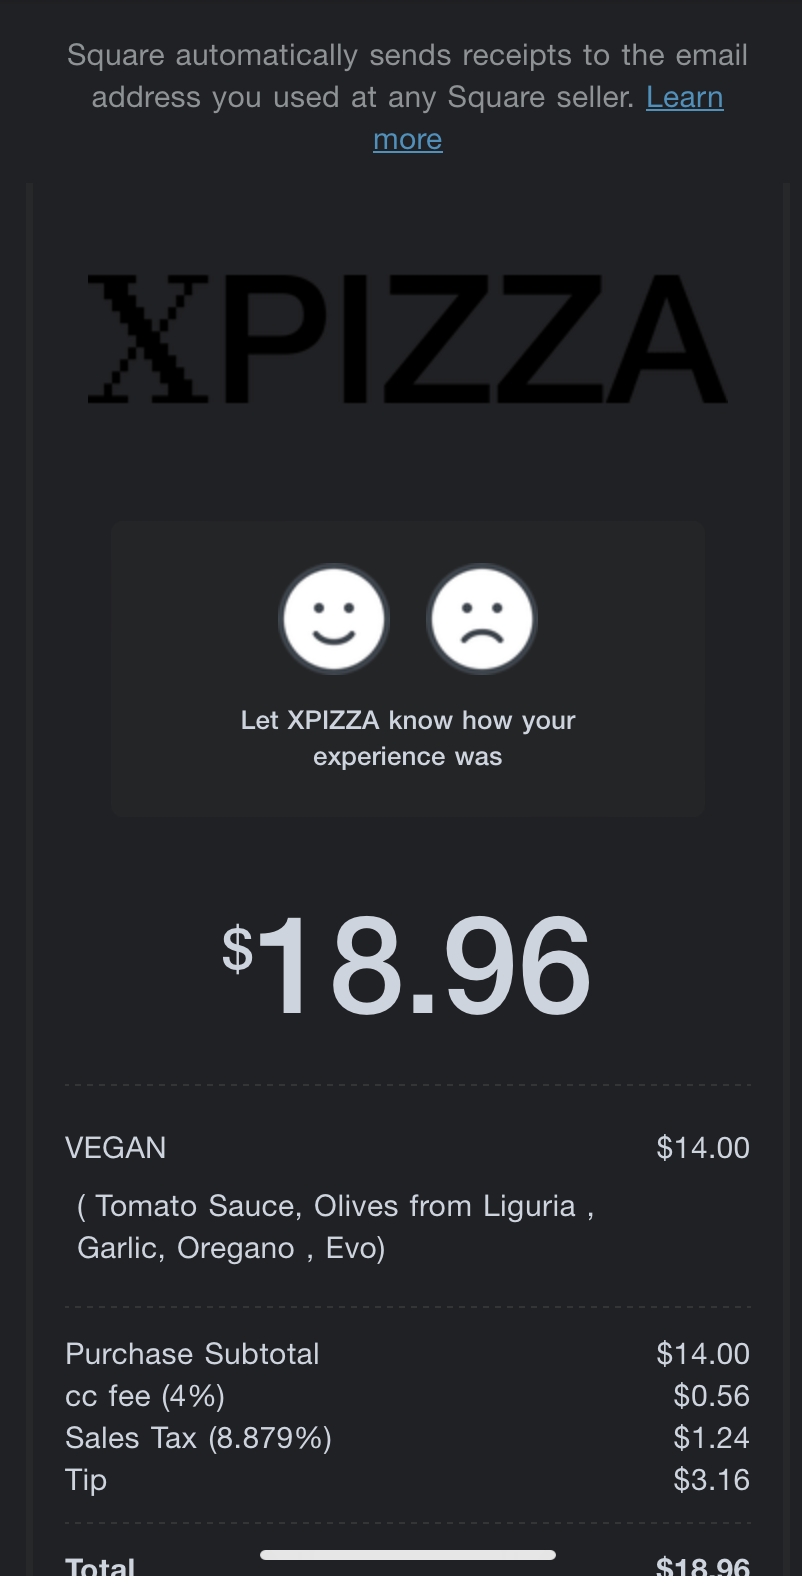 Square automatically sends receipts to the email
address you used at any Square seller. Learn
more
XPIZZA
Let XPIZZA know how your
experience was
$18.96
VEGAN $14.00
( Tomato Sauce, Olives from Liguria ,
Garlic, Oregano , Evo)
Purchase Subtotal $14.00
cc fee (4%) $0.56
Sales Tax (8.879%) $1.24
Tip $3.16
Total $18.96